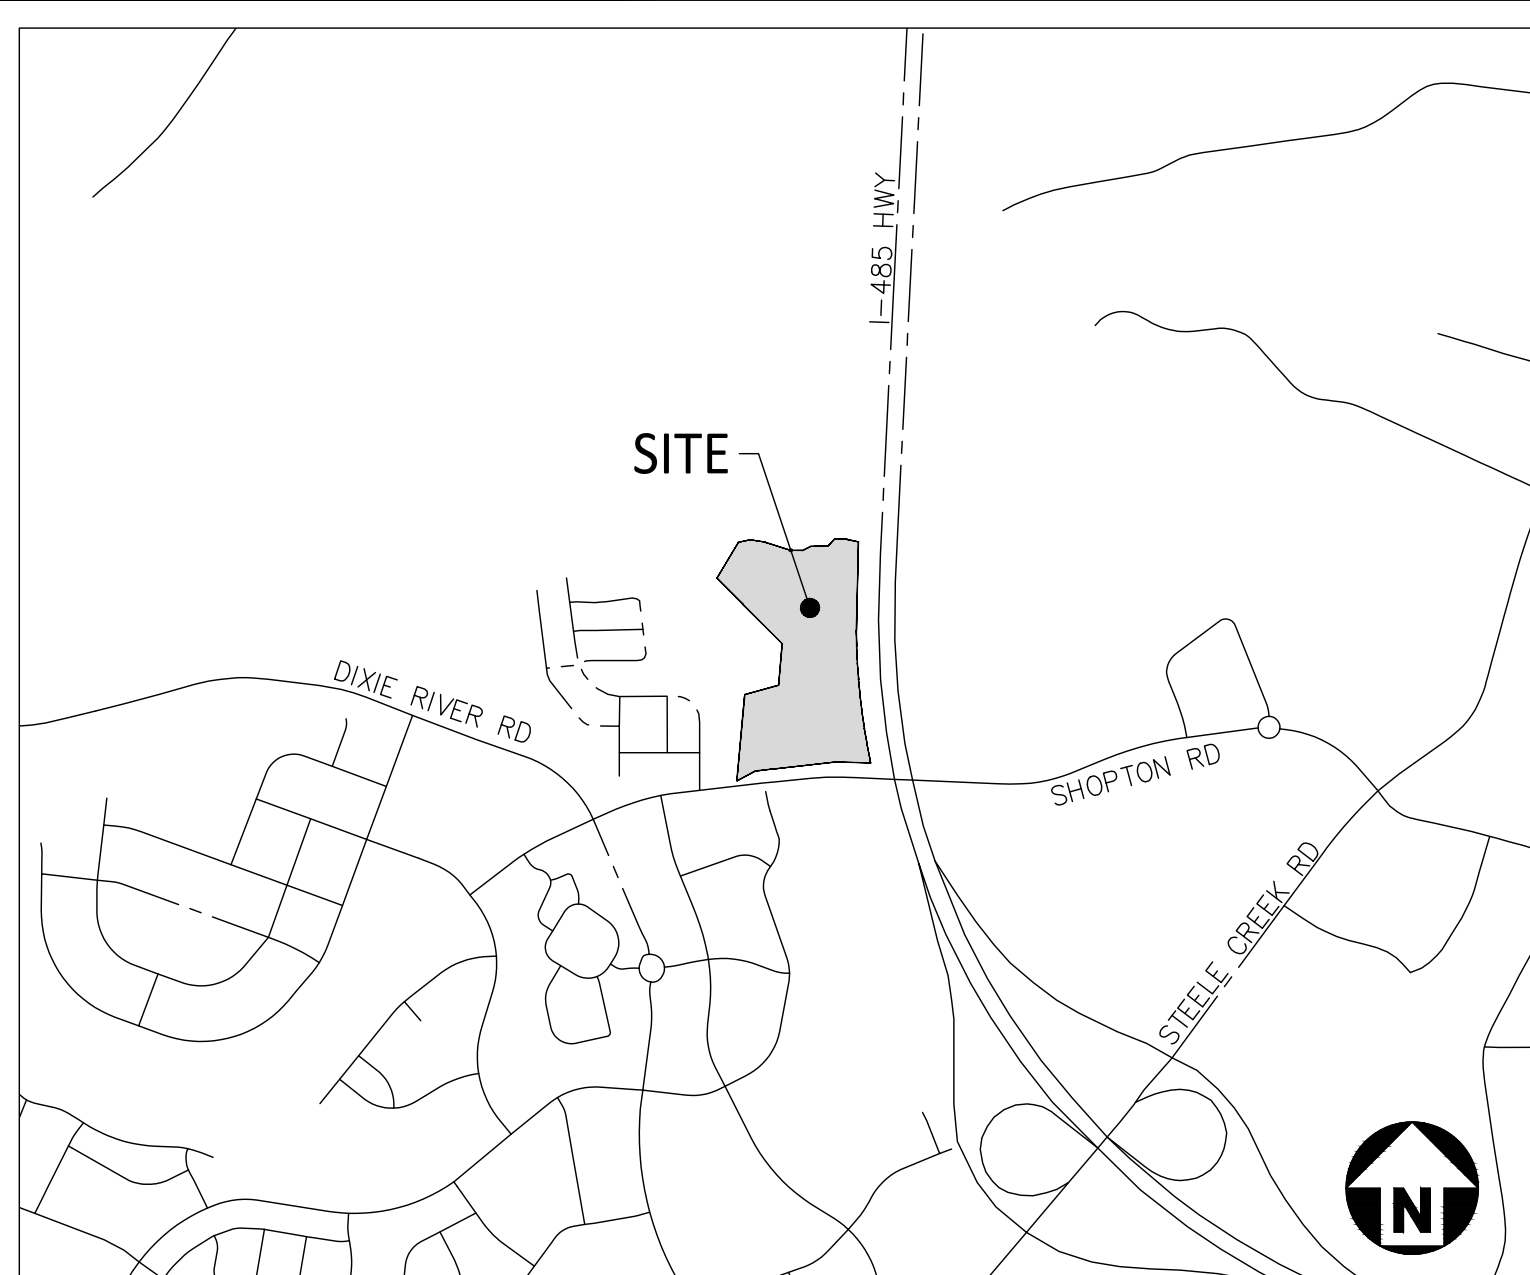 I-485 HWY
SITE
DIXIE RIVER RD
SHOPTON RD
STEELE CREEK RD
N